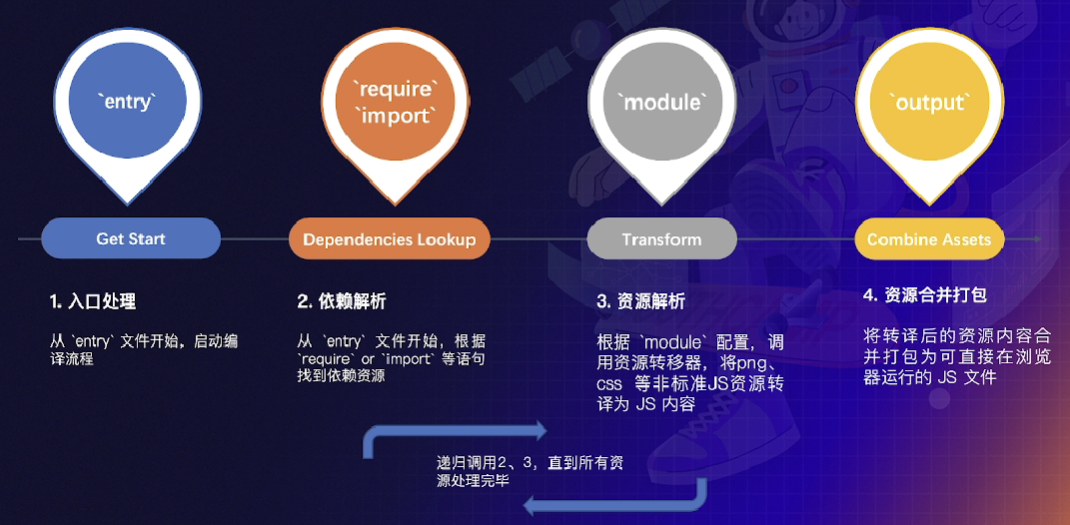 `entry`
`require`
`import`
`module`
`output`
Get Start
Dependencies Lookup
Transform
Combine Assets
1. 入口处理
从 `entry` 文件开始，启动编
译流程
2. 依赖解析
从 `entry` 文件开始，根据
`require` or `import` 等语句
找到依赖资源
3. 资源解析
根据 `module` 配置，调
用资源转移器，将png、
css 等非标准JS资源转
译为 JS 内容
4. 资源合并打包
将转译后的资源内容合
并打包为可直接在浏览
器运行的 JS 文件
递归调用2、3，直到所有资
源处理完毕